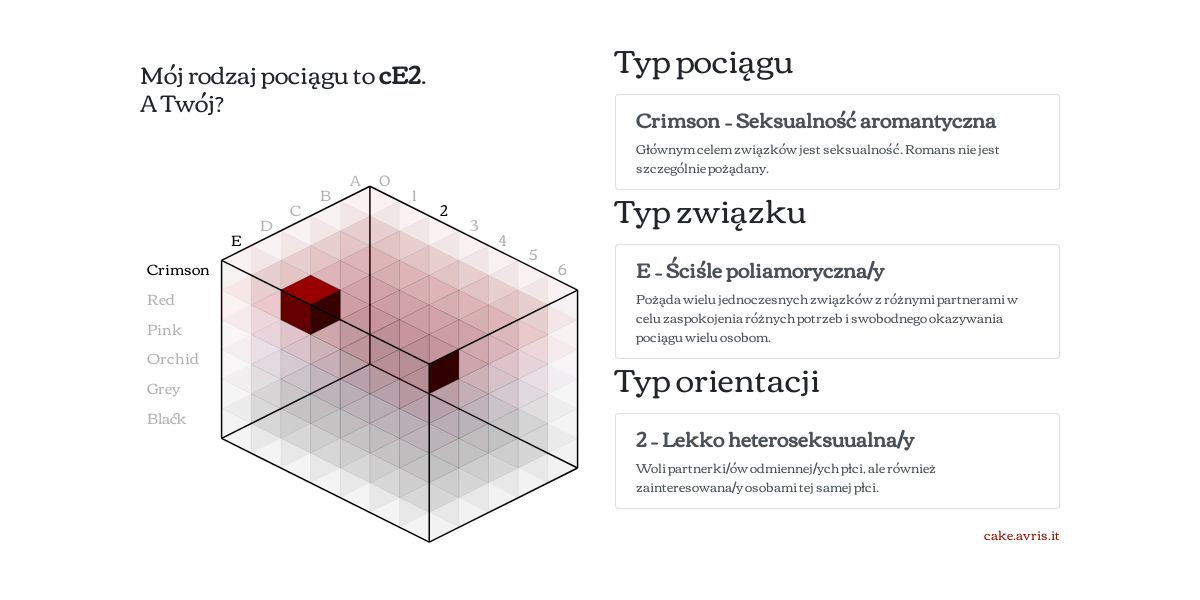 Mój rodzaj pociągu to cE2.
A Twój?
A
B
C
D
E
0
1
2
3
4
5
6
Crimson
Red
Pink
Orchid
Grey
Black
Typ pociągu
Crimson - Seksualność aromantyczna
Głównym celem związków jest seksualność. Romans nie jest
szczególnie pożądany.
Typ związku
E - Ściśle poliamoryczna/y
Pożąda wielu jednoczesnych związków z różnymi partnerami w
celu zaspokojenia różnych potrzeb i swobodnego okazywania
pociągu wielu osobom.
Typ orientacji
2 - Lekko heteroseksuualna/y
Woli partnerki/ów odmiennej/ych płci, ale również
zainteresowana/y osobami tej samej płci.
cake.avris.it